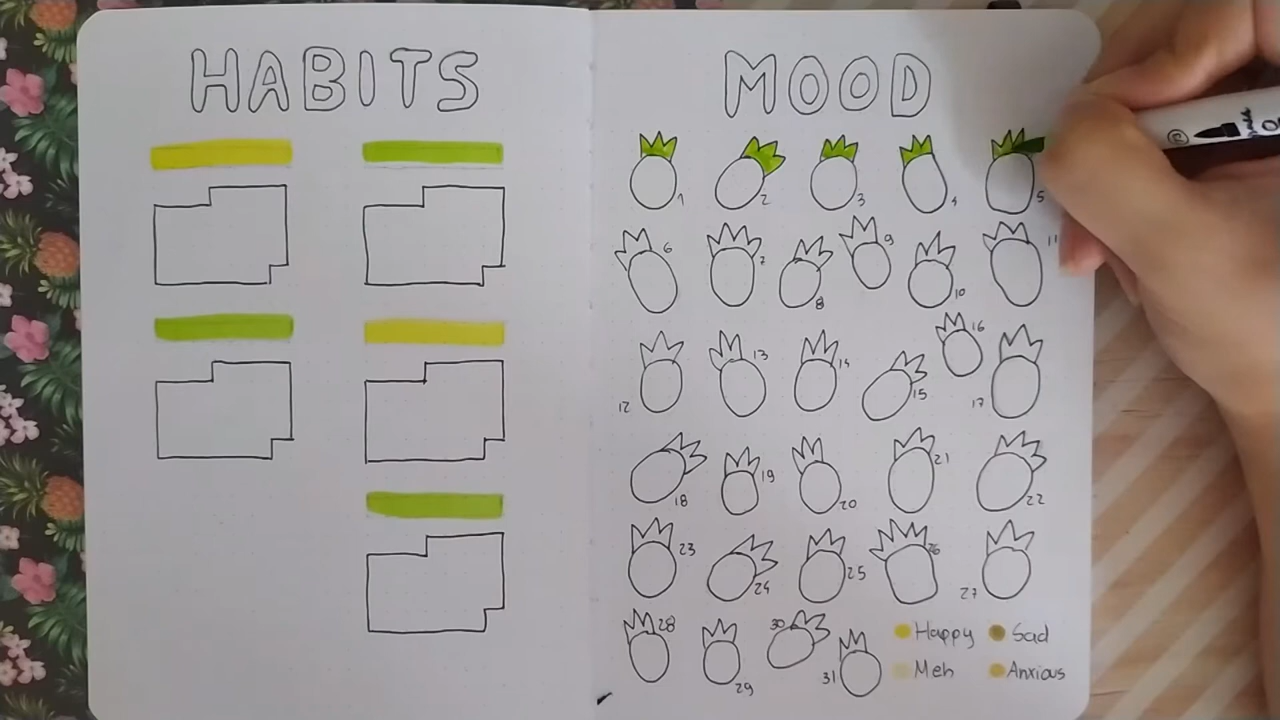 HABITS
MOOD
1 2 3 4 5
6 7 8 9 10 11
12 13 14 15 16 17
18 19 20 21 22
23 24 25 26 27
28 29 30 31
Happy Sad
Meh Anxious